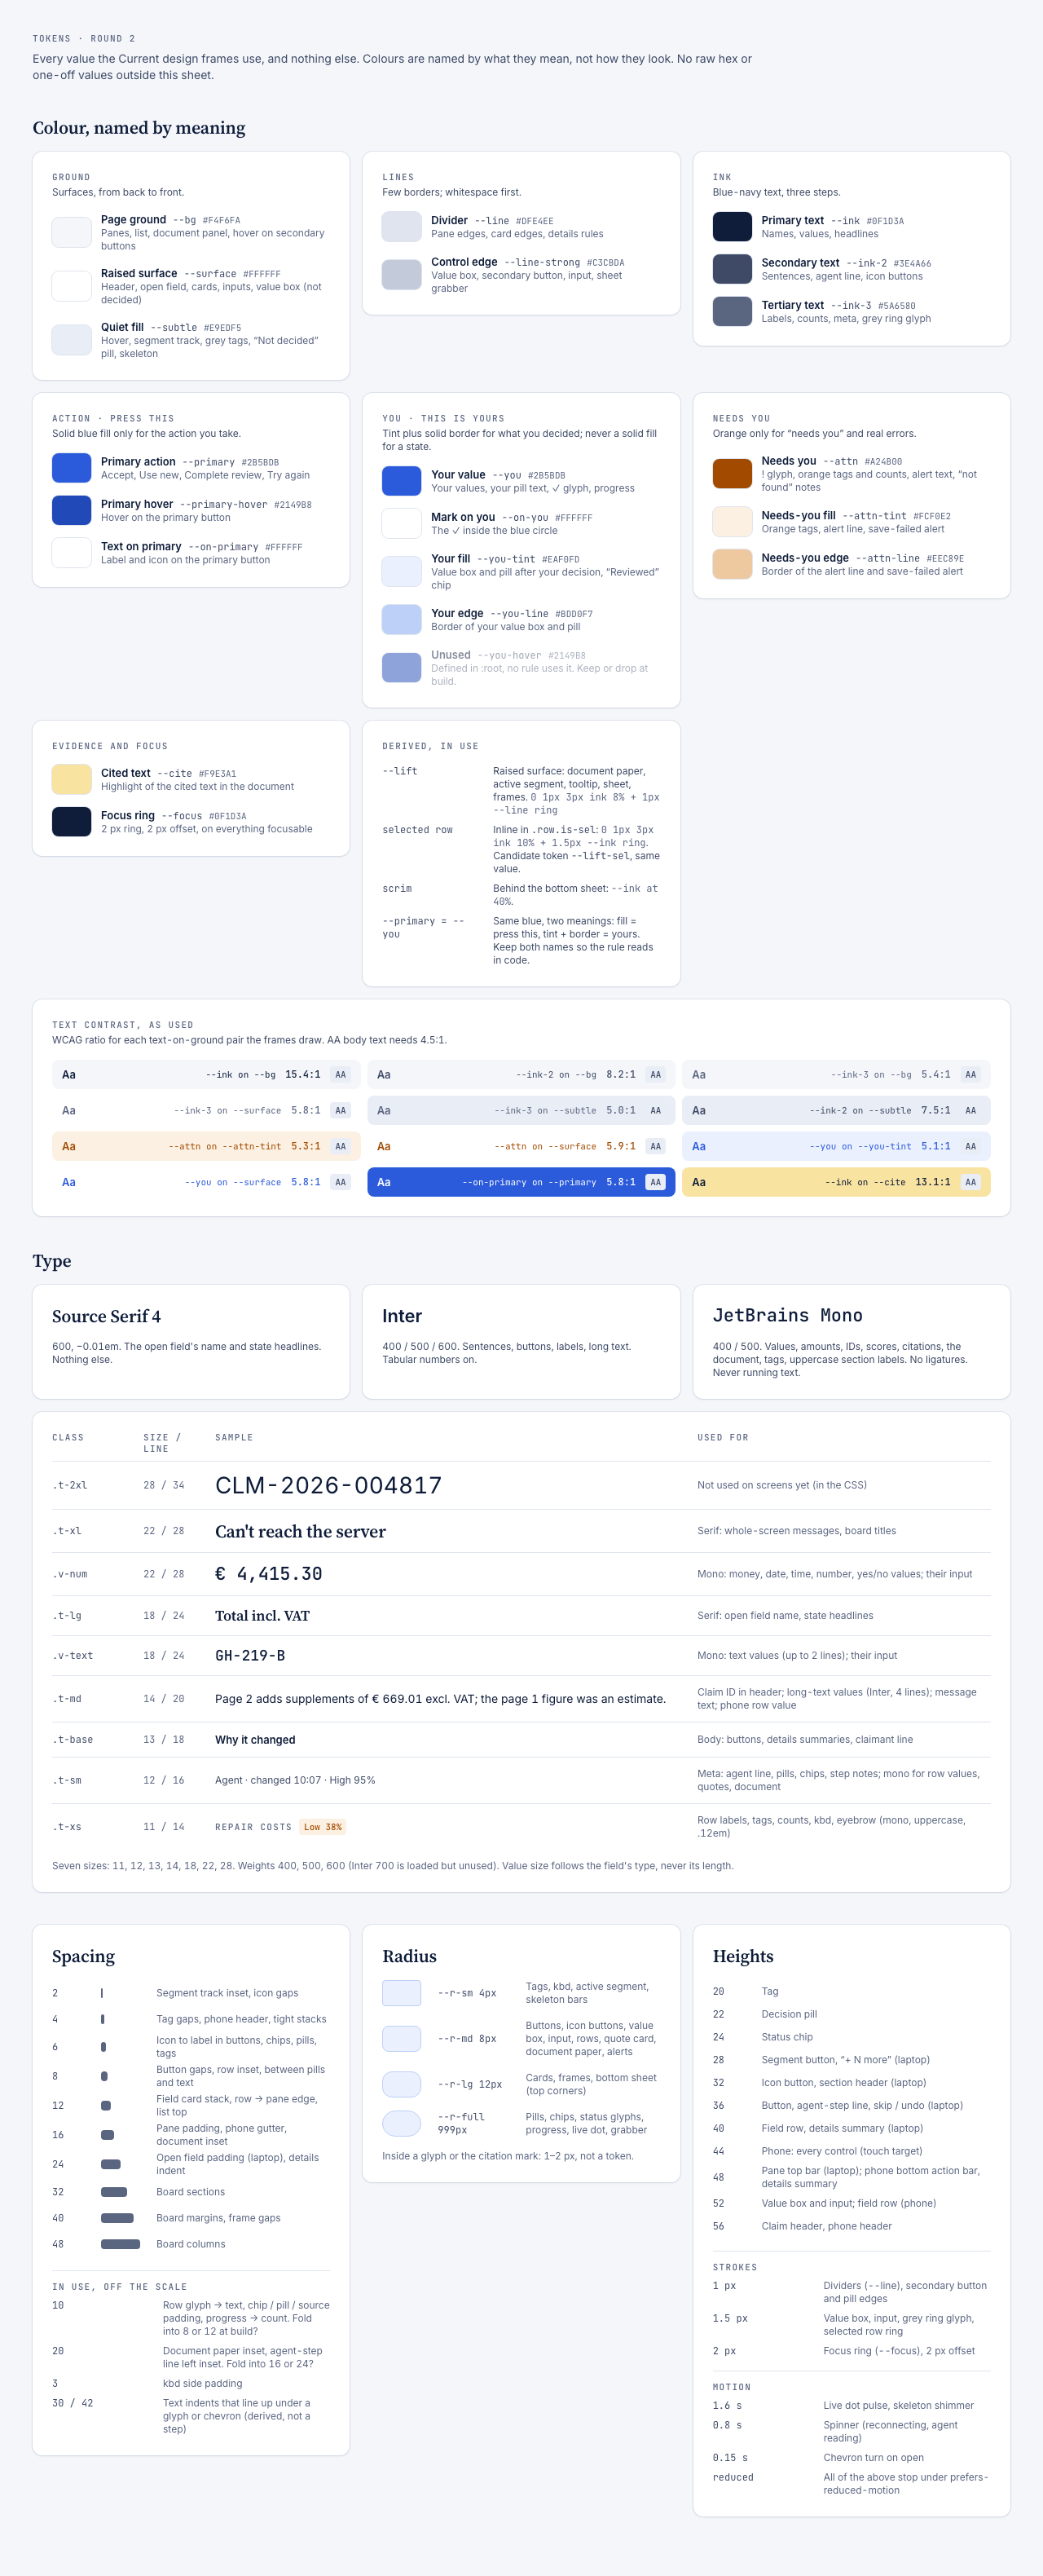 TOKENS · ROUND 2
Every value the Current design frames use, and nothing else. Colours are named by what they mean, not how they look. No raw hex or
one-off values outside this sheet.
Colour, named by meaning
GROUND
Surfaces, from back to front.
Page ground --bg #F4F6FA
Panes, list, document panel, hover on secondary
buttons
Raised surface --surface #FFFFFF
Header, open field, cards, inputs, value box (not
decided)
Quiet fill --subtle #E9EDF5
Hover, segment track, grey tags, “Not decided”
pill, skeleton
LINES
Few borders; whitespace first.
Divider --line #DFE4EE
Pane edges, card edges, details rules
Control edge --line-strong #C3CBDA
Value box, secondary button, input, sheet
grabber
INK
Blue-navy text, three steps.
Primary text --ink #0F1D3A
Names, values, headlines
Secondary text --ink-2 #3E4A66
Sentences, agent line, icon buttons
Tertiary text --ink-3 #5A6580
Labels, counts, meta, grey ring glyph
ACTION · PRESS THIS
Solid blue fill only for the action you take.
Primary action --primary #2B5BDB
Accept, Use new, Complete review, Try again
Primary hover --primary-hover #2149B8
Hover on the primary button
Text on primary --on-primary #FFFFFF
Label and icon on the primary button
YOU · THIS IS YOURS
Tint plus solid border for what you decided; never a solid fill
for a state.
Your value --you #2B5BDB
Your values, your pill text, ✓ glyph, progress
Mark on you --on-you #FFFFFF
The ✓ inside the blue circle
Your fill --you-tint #EAF0FD
Value box and pill after your decision, “Reviewed”
chip
Your edge --you-line #BDD0F7
Border of your value box and pill
Unused --you-hover #2149B8
Defined in :root, no rule uses it. Keep or drop at
build.
NEEDS YOU
Orange only for “needs you” and real errors.
Needs you --attn #A24B00
! glyph, orange tags and counts, alert text, “not
found” notes
Needs-you fill --attn-tint #FCF0E2
Orange tags, alert line, save-failed alert
Needs-you edge --attn-line #EEC89E
Border of the alert line and save-failed alert
EVIDENCE AND FOCUS
Cited text --cite #F9E3A1
Highlight of the cited text in the document
Focus ring --focus #0F1D3A
2 px ring, 2 px offset, on everything focusable
DERIVED, IN USE
--lift
Raised surface: document paper,
active segment, tooltip, sheet,
frames. 0 1px 3px ink 8% + 1px
--line ring
selected row
Inline in .row.is-sel: 0 1px 3px
ink 10% + 1.5px --ink ring.
Candidate token --lift-sel, same
value.
scrim
Behind the bottom sheet: --ink at
40%.
--primary = --
you
Same blue, two meanings: fill =
press this, tint + border = yours.
Keep both names so the rule reads
in code.
TEXT CONTRAST, AS USED
WCAG ratio for each text-on-ground pair the frames draw. AA body text needs 4.5:1.
Aa --ink on --bg 15.4:1 AA
Aa --ink-2 on --bg 8.2:1 AA
Aa --ink-3 on --bg 5.4:1 AA
Aa --ink-3 on --surface 5.8:1 AA
Aa --ink-3 on --subtle 5.0:1 AA
Aa --ink-2 on --subtle 7.5:1 AA
Aa --attn on --attn-tint 5.3:1 AA
Aa --attn on --surface 5.9:1 AA
Aa --you on --you-tint 5.1:1 AA
Aa --you on --surface 5.8:1 AA
Aa --on-primary on --primary 5.8:1 AA
Aa --ink on --cite 13.1:1 AA
Type
Source Serif 4
600, −0.01em. The open field's name and state headlines.
Nothing else.
Inter
400 / 500 / 600. Sentences, buttons, labels, long text.
Tabular numbers on.
JetBrains Mono
400 / 500. Values, amounts, IDs, scores, citations, the
document, tags, uppercase section labels. No ligatures.
Never running text.
CLASS SIZE / SAMPLE USED FOR
LINE
.t-2xl 28 / 34 CLM-2026-004817 Not used on screens yet (in the CSS)
.t-xl 22 / 28 Can't reach the server Serif: whole-screen messages, board titles
.v-num 22 / 28 € 4,415.30 Mono: money, date, time, number, yes/no values; their input
.t-lg 18 / 24 Total incl. VAT Serif: open field name, state headlines
.v-text 18 / 24 GH-219-B Mono: text values (up to 2 lines); their input
.t-md 14 / 20 Page 2 adds supplements of € 669.01 excl. VAT; the page 1 figure was an estimate. Claim ID in header; long-text values (Inter, 4 lines); message
text; phone row value
.t-base 13 / 18 Why it changed Body: buttons, details summaries, claimant line
.t-sm 12 / 16 Agent · changed 10:07 · High 95% Meta: agent line, pills, chips, step notes; mono for row values,
quotes, document
.t-xs 11 / 14 REPAIR COSTS Low 38% Row labels, tags, counts, kbd, eyebrow (mono, uppercase,
.12em)
Seven sizes: 11, 12, 13, 14, 18, 22, 28. Weights 400, 500, 600 (Inter 700 is loaded but unused). Value size follows the field's type, never its length.
Spacing
2 Segment track inset, icon gaps
4 Tag gaps, phone header, tight stacks
6 Icon to label in buttons, chips, pills,
tags
8 Button gaps, row inset, between pills
and text
12 Field card stack, row → pane edge,
list top
16 Pane padding, phone gutter,
document inset
24 Open field padding (laptop), details
indent
32 Board sections
40 Board margins, frame gaps
48 Board columns
IN USE, OFF THE SCALE
10 Row glyph → text, chip / pill / source
padding, progress → count. Fold
into 8 or 12 at build?
20 Document paper inset, agent-step
line left inset. Fold into 16 or 24?
3 kbd side padding
30 / 42 Text indents that line up under a
glyph or chevron (derived, not a
step)
Radius
--r-sm 4px Tags, kbd, active segment,
skeleton bars
--r-md 8px Buttons, icon buttons, value
box, input, rows, quote card,
document paper, alerts
--r-lg 12px Cards, frames, bottom sheet
(top corners)
--r-full Pills, chips, status glyphs,
999px progress, live dot, grabber
Inside a glyph or the citation mark: 1–2 px, not a token.
Heights
20 Tag
22 Decision pill
24 Status chip
28 Segment button, “+ N more” (laptop)
32 Icon button, section header (laptop)
36 Button, agent-step line, skip / undo (laptop)
40 Field row, details summary (laptop)
44 Phone: every control (touch target)
48 Pane top bar (laptop); phone bottom action bar,
details summary
52 Value box and input; field row (phone)
56 Claim header, phone header
STROKES
1 px Dividers (--line), secondary button
and pill edges
1.5 px Value box, input, grey ring glyph,
selected row ring
2 px Focus ring (--focus), 2 px offset
MOTION
1.6 s Live dot pulse, skeleton shimmer
0.8 s Spinner (reconnecting, agent
reading)
0.15 s Chevron turn on open
reduced All of the above stop under prefers-
reduced-motion